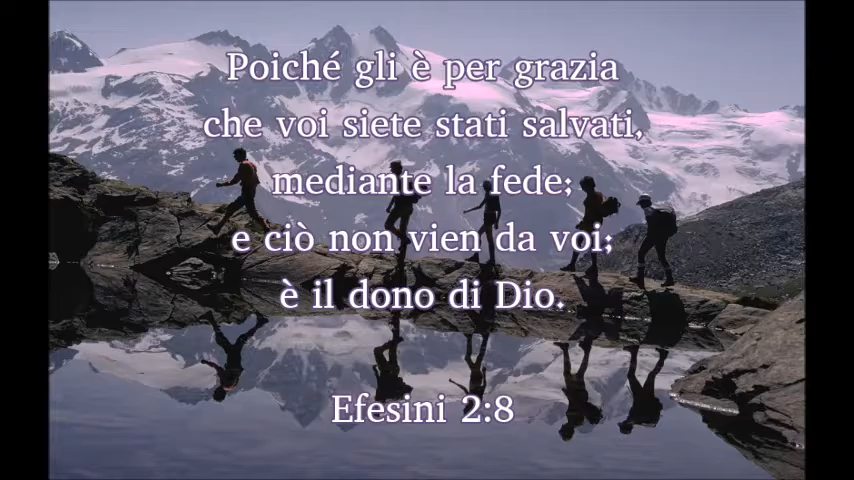 Poiché gli è per grazia
che voi siete stati salvati,
mediante la fede;
e ciò non vien da voi;
è il dono di Dio.
Efesini 2:8